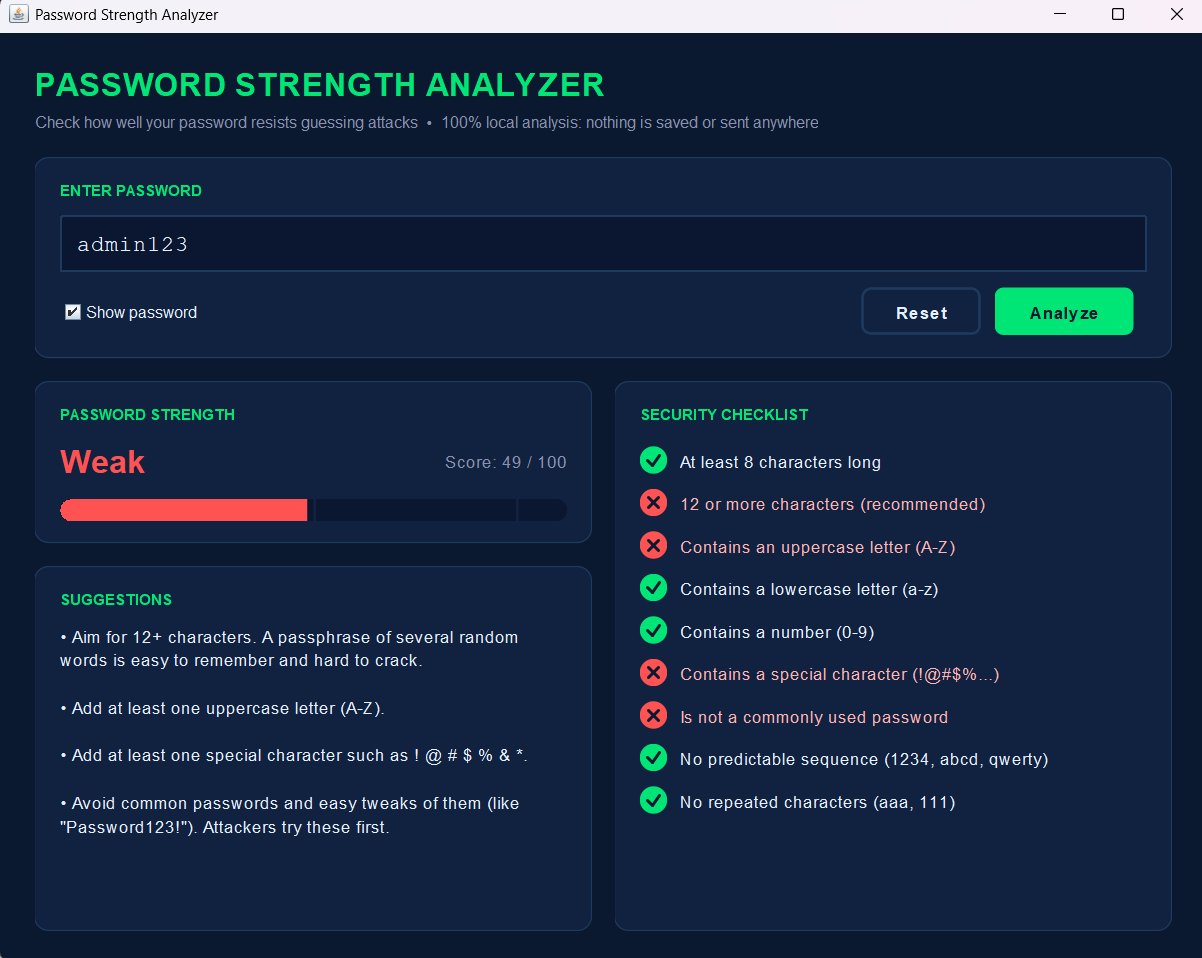 Password Strength Analyzer
PASSWORD STRENGTH ANALYZER
Check how well your password resists guessing attacks • 100% local analysis: nothing is saved or sent anywhere
ENTER PASSWORD
admin123
Show password
Reset
Analyze
PASSWORD STRENGTH
Weak
Score: 49 / 100
SUGGESTIONS
• Aim for 12+ characters. A passphrase of several random
words is easy to remember and hard to crack.
• Add at least one uppercase letter (A-Z).
• Add at least one special character such as ! @ # $ % & *.
• Avoid common passwords and easy tweaks of them (like
"Password123!"). Attackers try these first.
SECURITY CHECKLIST
At least 8 characters long
12 or more characters (recommended)
Contains an uppercase letter (A-Z)
Contains a lowercase letter (a-z)
Contains a number (0-9)
Contains a special character (!@#$%...)
Is not a commonly used password
No predictable sequence (1234, abcd, qwerty)
No repeated characters (aaa, 111)